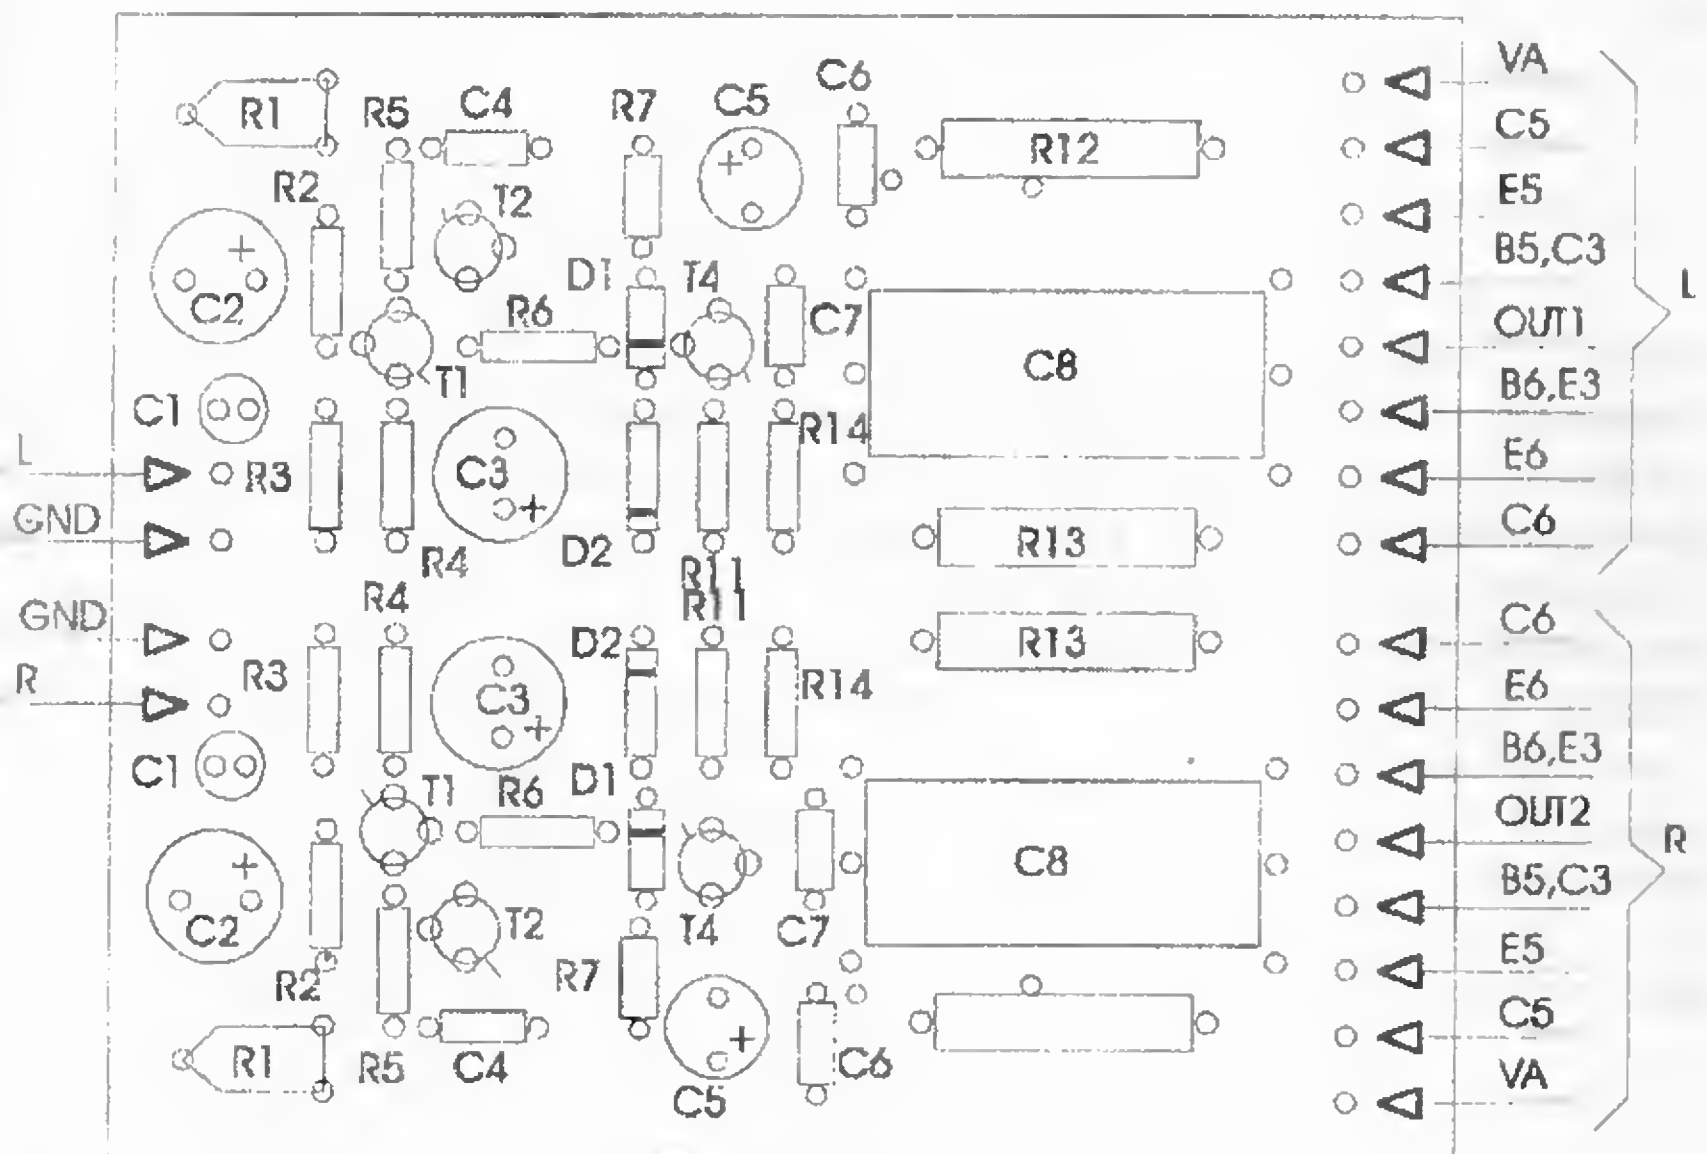 VA
C6
R1
R5
C4
R7
C5
R12
C5
R2
T2
E5
B5,C3
D1
T4
C2
R6
C7
OUT1
L
C8
T1
B6,E3
C1
R14
L
R3
C3
E6
GND
C6
R4
D2
R13
R11
R4
R11
GND
C6
D2
R13
R3
R
C3
R14
E6
B6,E3
C1
T1
R6
D1
OUT2
R
C8
B5,C3
C2
T2
T4
C7
E5
R2
R7
C5
R1
R5
C4
C6
VA
C5